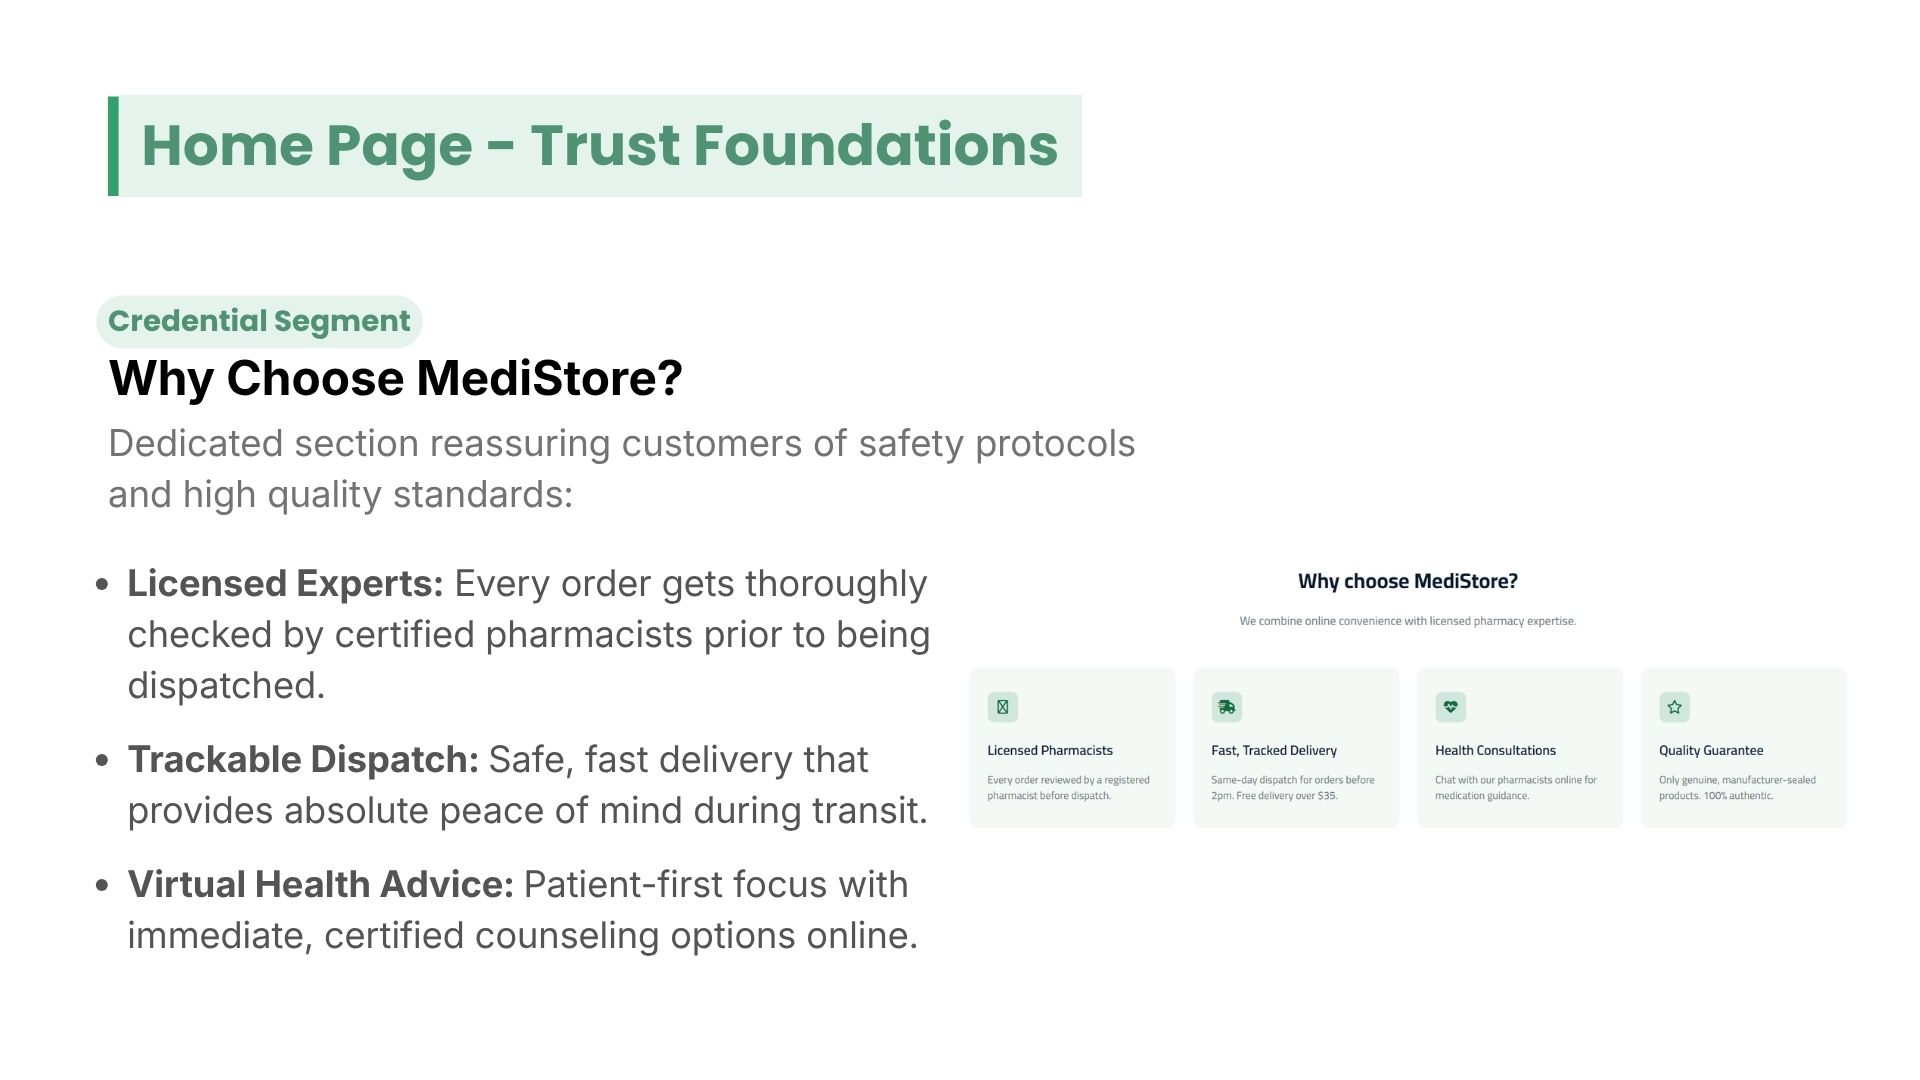 Home Page - Trust Foundations
Credential Segment
Why Choose MediStore?
Dedicated section reassuring customers of safety protocols
and high quality standards:
• Licensed Experts: Every order gets thoroughly
checked by certified pharmacists prior to being
dispatched.
• Trackable Dispatch: Safe, fast delivery that
provides absolute peace of mind during transit.
• Virtual Health Advice: Patient-first focus with
immediate, certified counseling options online.
Why choose MediStore?
We combine online convenience with licensed pharmacy expertise.
Licensed Pharmacists
Every order reviewed by a registered
pharmacist before dispatch.
Fast, Tracked Delivery
Same-day dispatch for orders before
2pm. Free delivery over $35.
Health Consultations
Chat with our pharmacists online for
medication guidance.
Quality Guarantee
Only genuine, manufacturer-sealed
products. 100% authentic.